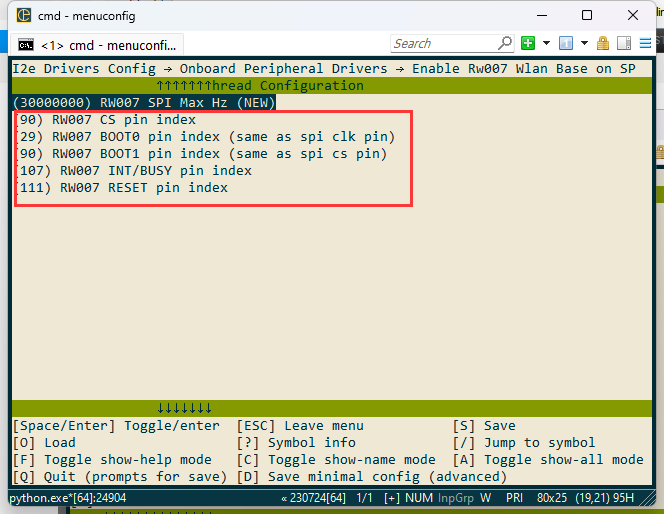 cmd - menuconfig
<1> cmd - menuconfi...
Search
I2e Drivers Config → Onboard Peripheral Drivers → Enable Rw007 Wlan Base on SP
↑↑↑↑↑↑↑hread Configuration
(30000000) RW007 SPI Max Hz (NEW)
(90) RW007 CS pin index
(29) RW007 BOOT0 pin index (same as spi clk pin)
(90) RW007 BOOT1 pin index (same as spi cs pin)
(107) RW007 INT/BUSY pin index
(111) RW007 RESET pin index
↓↓↓↓↓↓↓
[Space/Enter] Toggle/enter [ESC] Leave menu [S] Save
[O] Load [?] Symbol info [/] Jump to symbol
[F] Toggle show-help mode [C] Toggle show-name mode [A] Toggle show-all mode
[Q] Quit (prompts for save) [D] Save minimal config (advanced)
python.exe*[64]:24904 « 230724[64] 1/1 [+] NUM InpGrp W PRI 80x25 (19,21) 95H